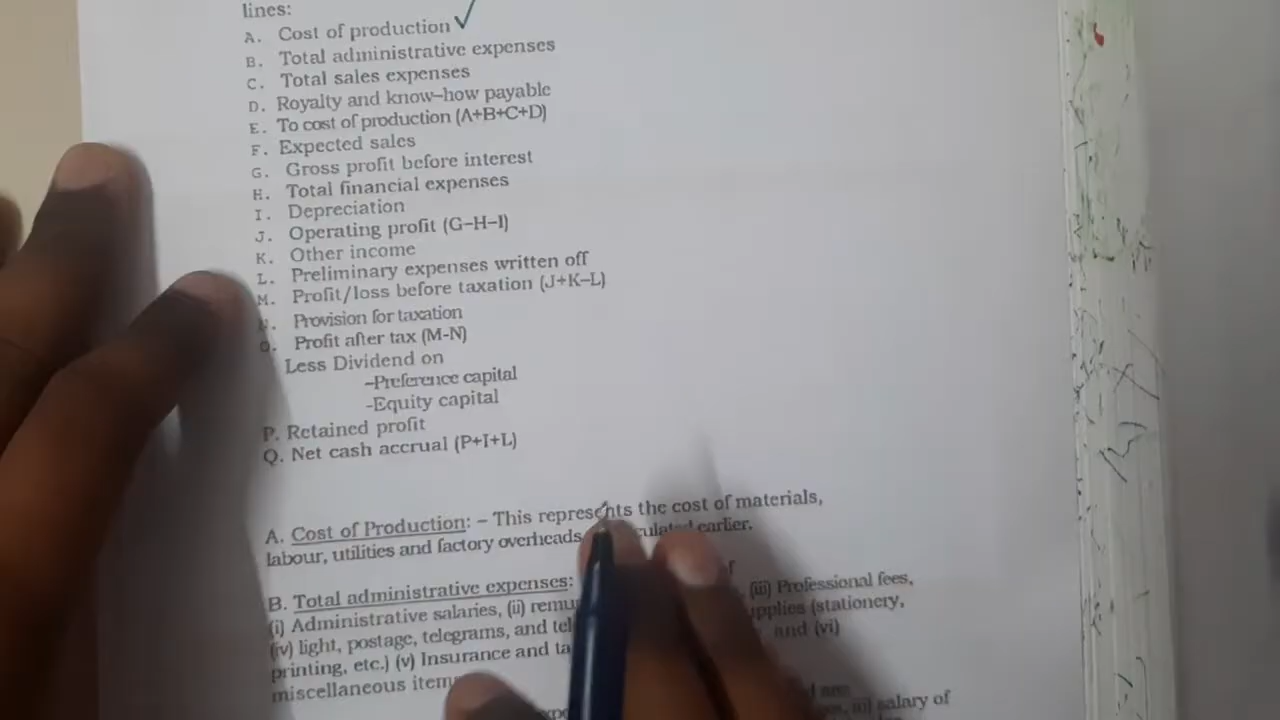 lines:
A. Cost of production
B. Total administrative expenses
C. Total sales expenses
D. Royalty and know-how payable
E. To cost of production (A+B+C+D)
F. Expected sales
G. Gross profit before interest
H. Total financial expenses
I. Depreciation
J. Operating profit (G-H-I)
K. Other income
L. Preliminary expenses written off
M. Profit/loss before taxation (J+K-L)
Provision for taxation
O. Profit after tax (M-N)
Less Dividend on
-Preference capital
-Equity capital
P. Retained profit
Q. Net cash accrual (P+I+L)
A. Cost of Production: - This represents the cost of materials,
labour, utilities and factory overheads earlier.
B. Total administrative expenses:
(i) Administrative salaries, (ii) (iii) Professional fees,
(iv) light, postage, telegrams, and (stationery,
printing, etc.) (v) Insurance and and (vi)
miscellaneous
salary of